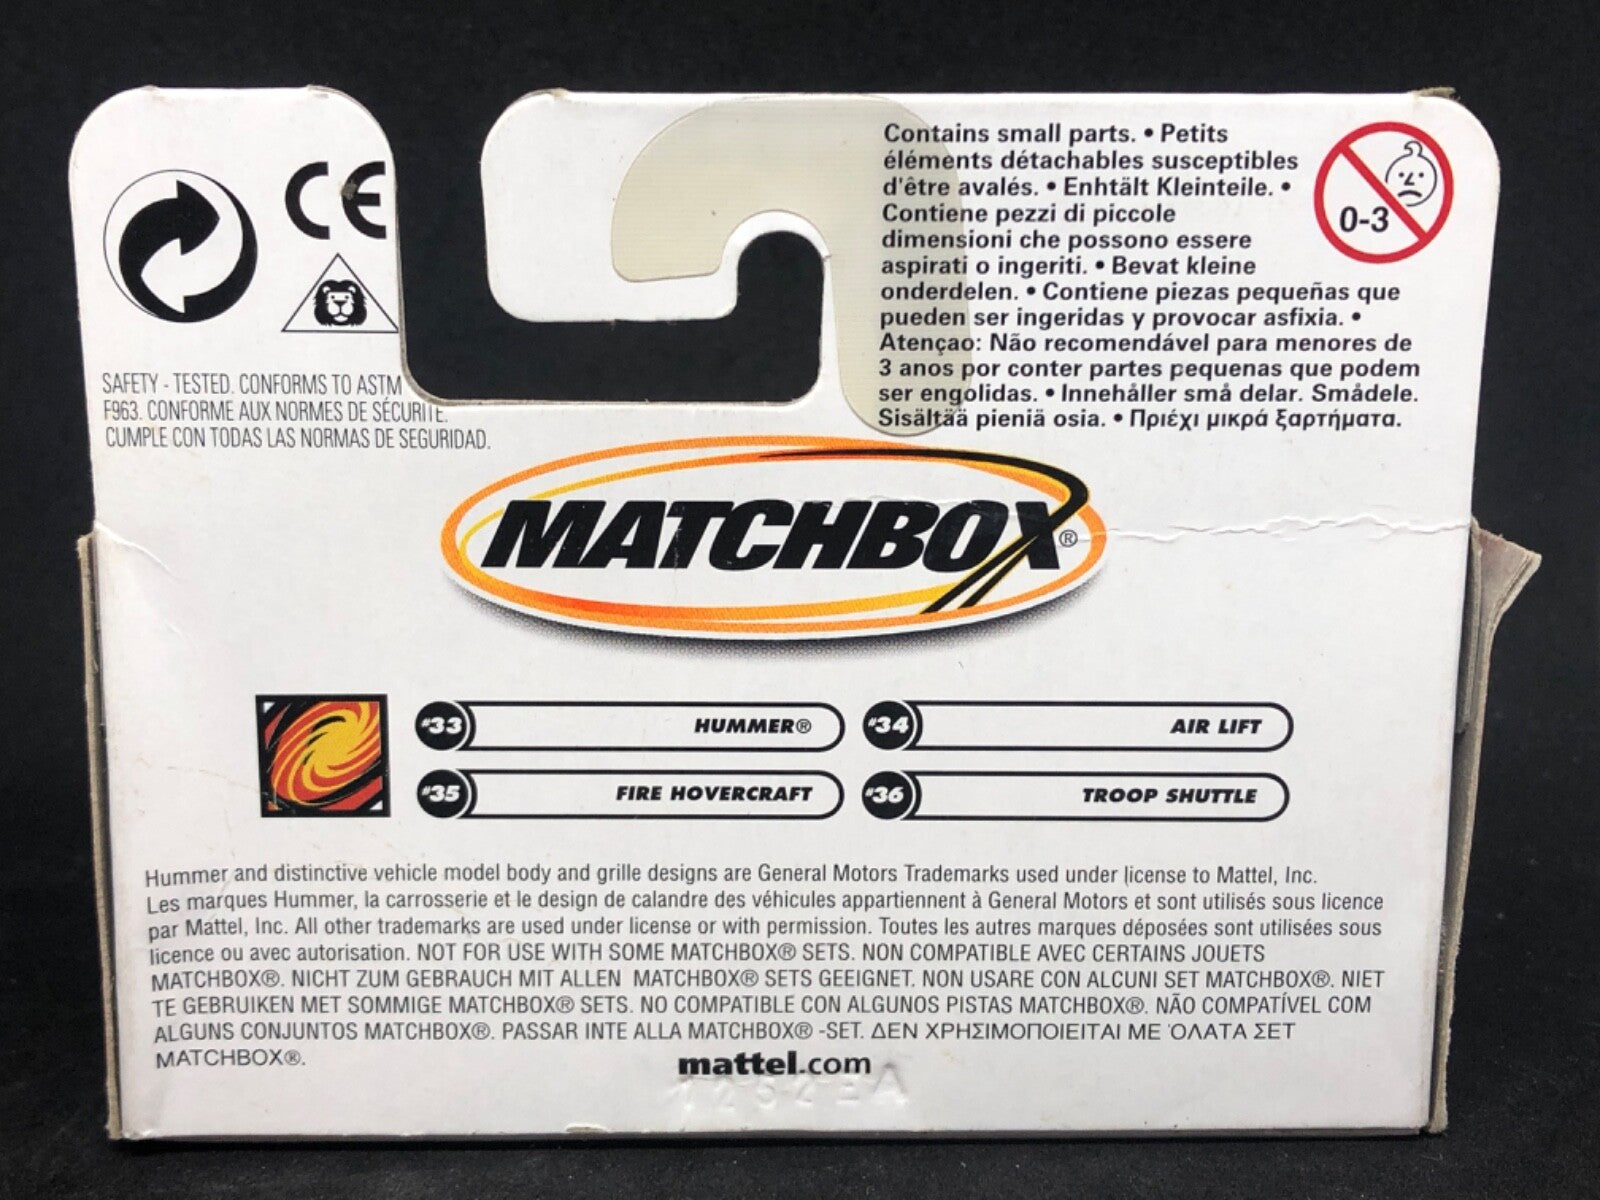 CE
SAFETY - TESTED. CONFORMS TO ASTM
F963. CONFORME AUX NORMES DE SÉCURITÉ.
CUMPLE CON TODAS LAS NORMAS DE SEGURIDAD.
Contains small parts. • Petits
éléments détachables susceptibles
d'être avalés. • Enhtält Kleinteile. •
Contiene pezzi di piccole
dimensioni che possono essere
aspirati o ingeriti. • Bevat kleine
onderdelen. • Contiene piezas pequeñas que
pueden ser ingeridas y provocar asfixia. •
Atençao: Não recomendável para menores de
3 anos por conter partes pequenas que podem
ser engolidas. • Innehåller små delar. Smådele.
Sisältää pieniä osia. • Πριέχι μικρά ξαρτήματα.
0-3
MATCHBOX®
#33 HUMMER®
#34 AIR LIFT
#35 FIRE HOVERCRAFT
#36 TROOP SHUTTLE
Hummer and distinctive vehicle model body and grille designs are General Motors Trademarks used under license to Mattel, Inc.
Les marques Hummer, la carrosserie et le design de calandre des véhicules appartiennent à General Motors et sont utilisés sous licence
par Mattel, Inc. All other trademarks are used under license or with permission. Toutes les autres marques déposées sont utilisées sous
licence ou avec autorisation. NOT FOR USE WITH SOME MATCHBOX® SETS. NON COMPATIBLE AVEC CERTAINS JOUETS
MATCHBOX®. NICHT ZUM GEBRAUCH MIT ALLEN MATCHBOX® SETS GEEIGNET. NON USARE CON ALCUNI SET MATCHBOX®. NIET
TE GEBRUIKEN MET SOMMIGE MATCHBOX® SETS. NO COMPATIBLE CON ALGUNOS PISTAS MATCHBOX®. NÃO COMPATÍVEL COM
ALGUNS CONJUNTOS MATCHBOX®. PASSAR INTE ALLA MATCHBOX® -SET. ΔΕΝ ΧΡΗΣΙΜΟΠΟΙΕΙΤΑΙ ΜΕ ΌΛΑΤΑ ΣΕΤ
MATCHBOX®.
mattel.com